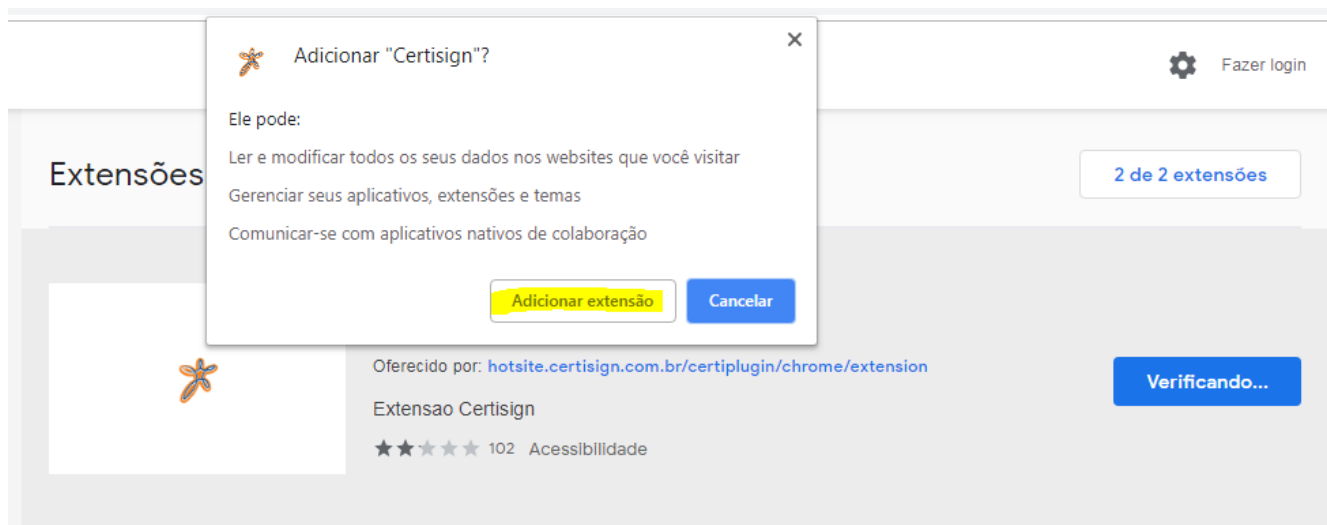 Adicionar "Certisign"?
Fazer login
Ele pode:
Ler e modificar todos os seus dados nos websites que você visitar
Extensões
2 de 2 extensões
Gerenciar seus aplicativos, extensões e temas
Comunicar-se com aplicativos nativos de colaboração
Adicionar extensão
Cancelar
Oferecido por: hotsite.certisign.com.br/certiplugin/chrome/extension
Verificando...
Extensao Certisign
102 Acessibilidade